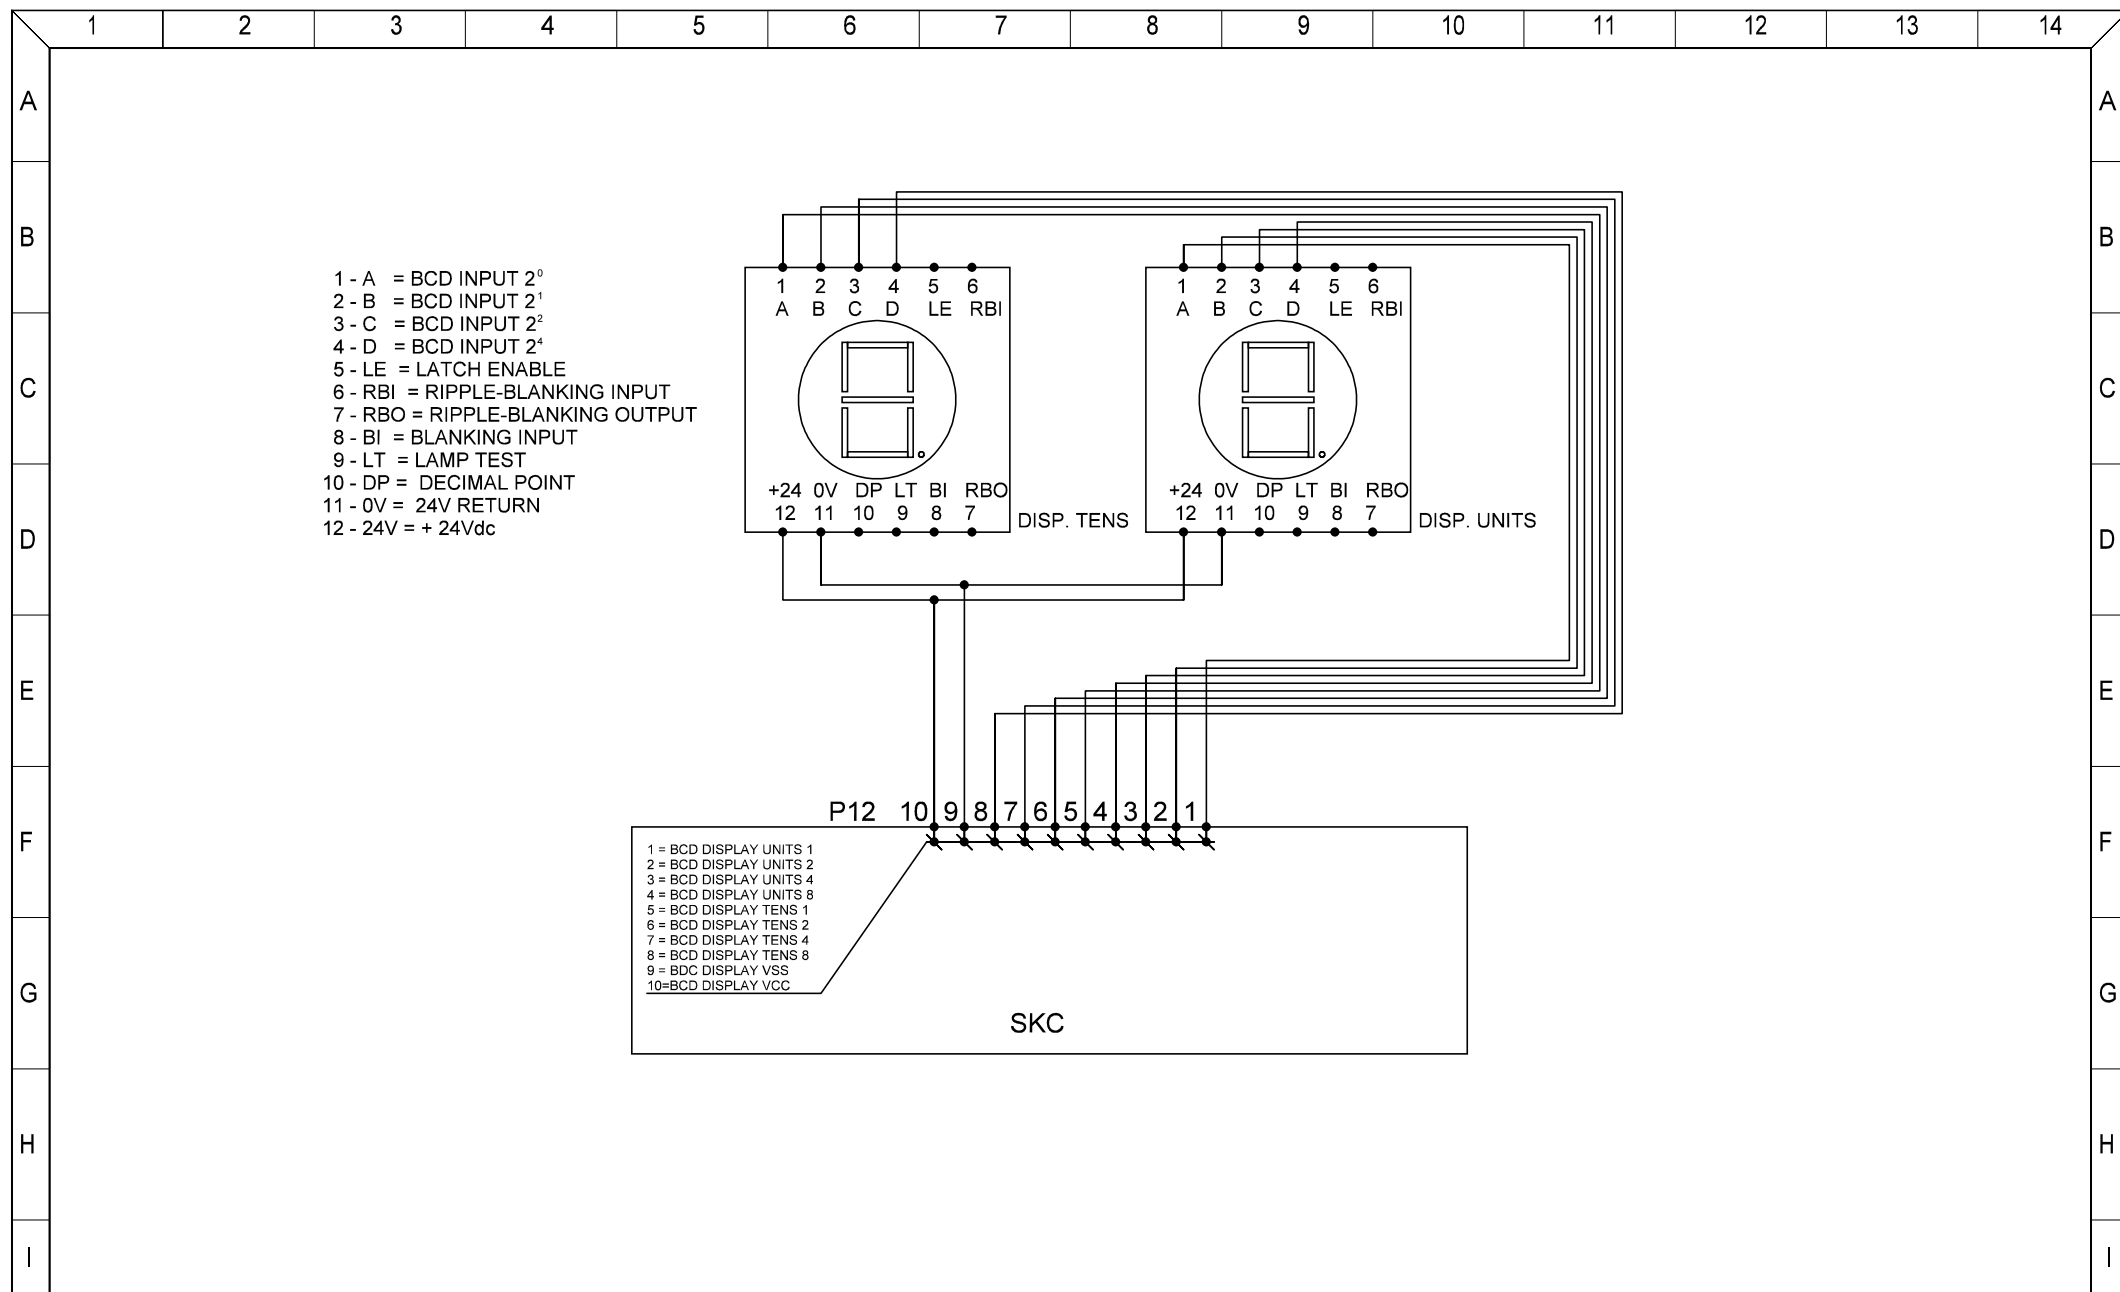 1 2 3 4 5 6 7 8 9 10 11 12 13 14
A A
B B
C C
D D
E E
F F
G G
H H
I I
1 - A = BCD INPUT 2⁰
2 - B = BCD INPUT 2¹
3 - C = BCD INPUT 2²
4 - D = BCD INPUT 2⁴
5 - LE = LATCH ENABLE
6 - RBI = RIPPLE-BLANKING INPUT
7 - RBO = RIPPLE-BLANKING OUTPUT
8 - BI = BLANKING INPUT
9 - LT = LAMP TEST
10 - DP = DECIMAL POINT
11 - 0V = 24V RETURN
12 - 24V = + 24Vdc
1 2 3 4 5 6
A B C D LE RBI
+24 0V DP LT BI RBO
12 11 10 9 8 7
DISP. TENS
1 2 3 4 5 6
A B C D LE RBI
+24 0V DP LT BI RBO
12 11 10 9 8 7
DISP. UNITS
P12 10 9 8 7 6 5 4 3 2 1
1 = BCD DISPLAY UNITS 1
2 = BCD DISPLAY UNITS 2
3 = BCD DISPLAY UNITS 4
4 = BCD DISPLAY UNITS 8
5 = BCD DISPLAY TENS 1
6 = BCD DISPLAY TENS 2
7 = BCD DISPLAY TENS 4
8 = BCD DISPLAY TENS 8
9 = BDC DISPLAY VSS
10=BCD DISPLAY VCC
SKC